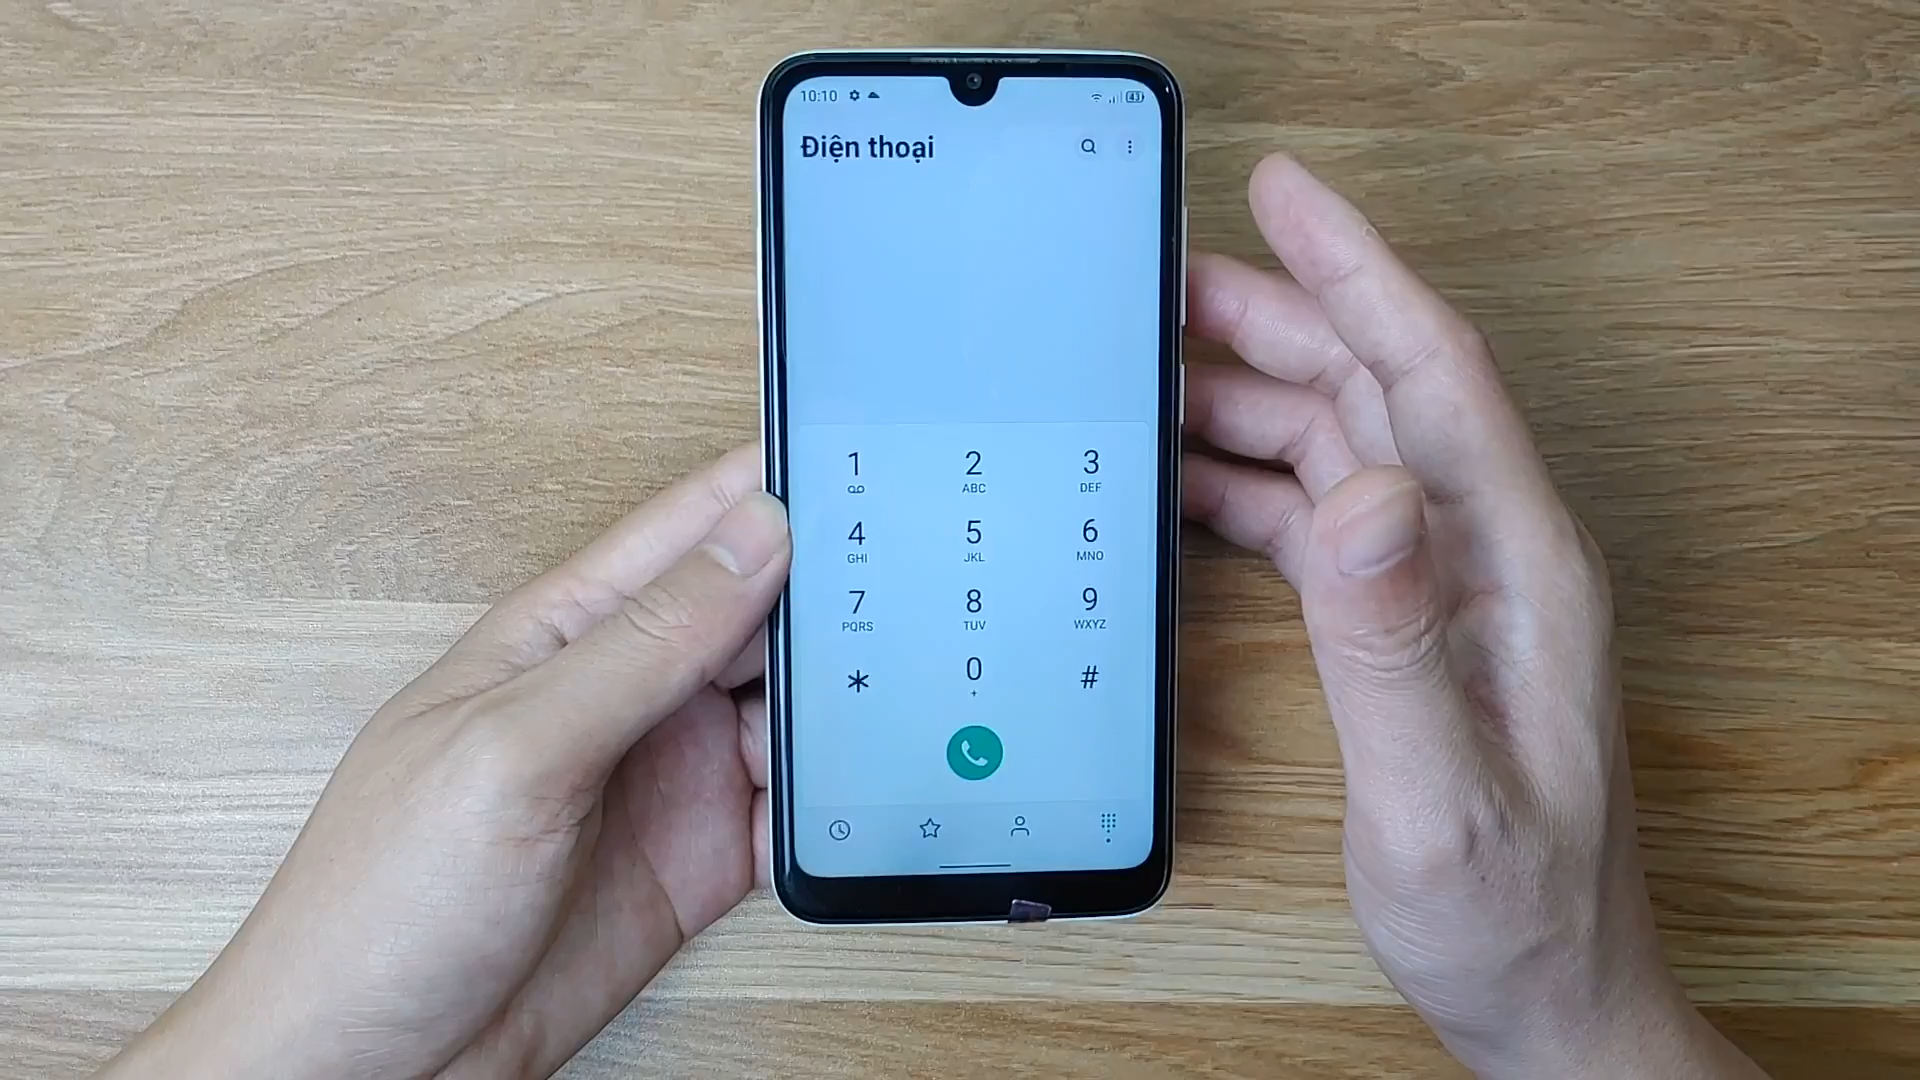 10:10 43
Điện thoại
1 2 3
ABC DEF
4 5 6
GHI JKL MNO
7 8 9
PQRS TUV WXYZ
* 0 #
+